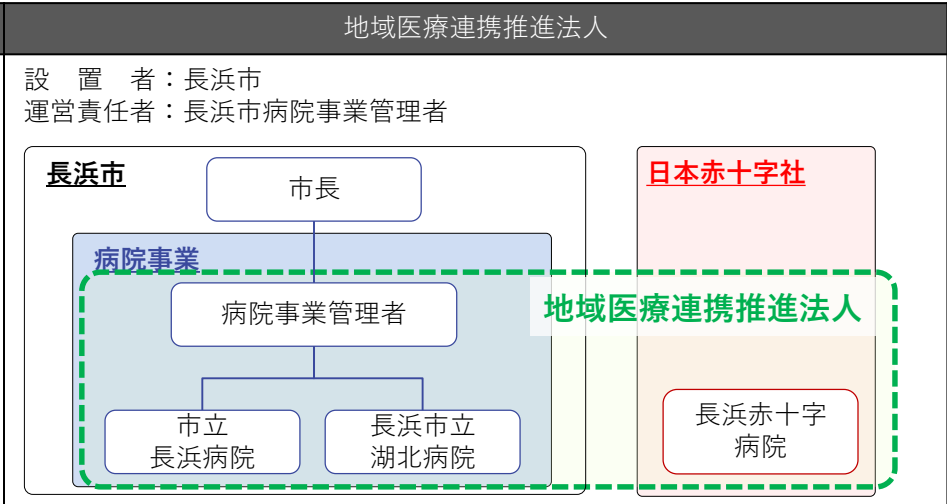 地域医療連携推進法人
設　置　者：長浜市
運営責任者：長浜市病院事業管理者
長浜市
市長
病院事業
病院事業管理者
市立
長浜病院
長浜市立
湖北病院
日本赤十字社
地域医療連携推進法人
長浜赤十字
病院